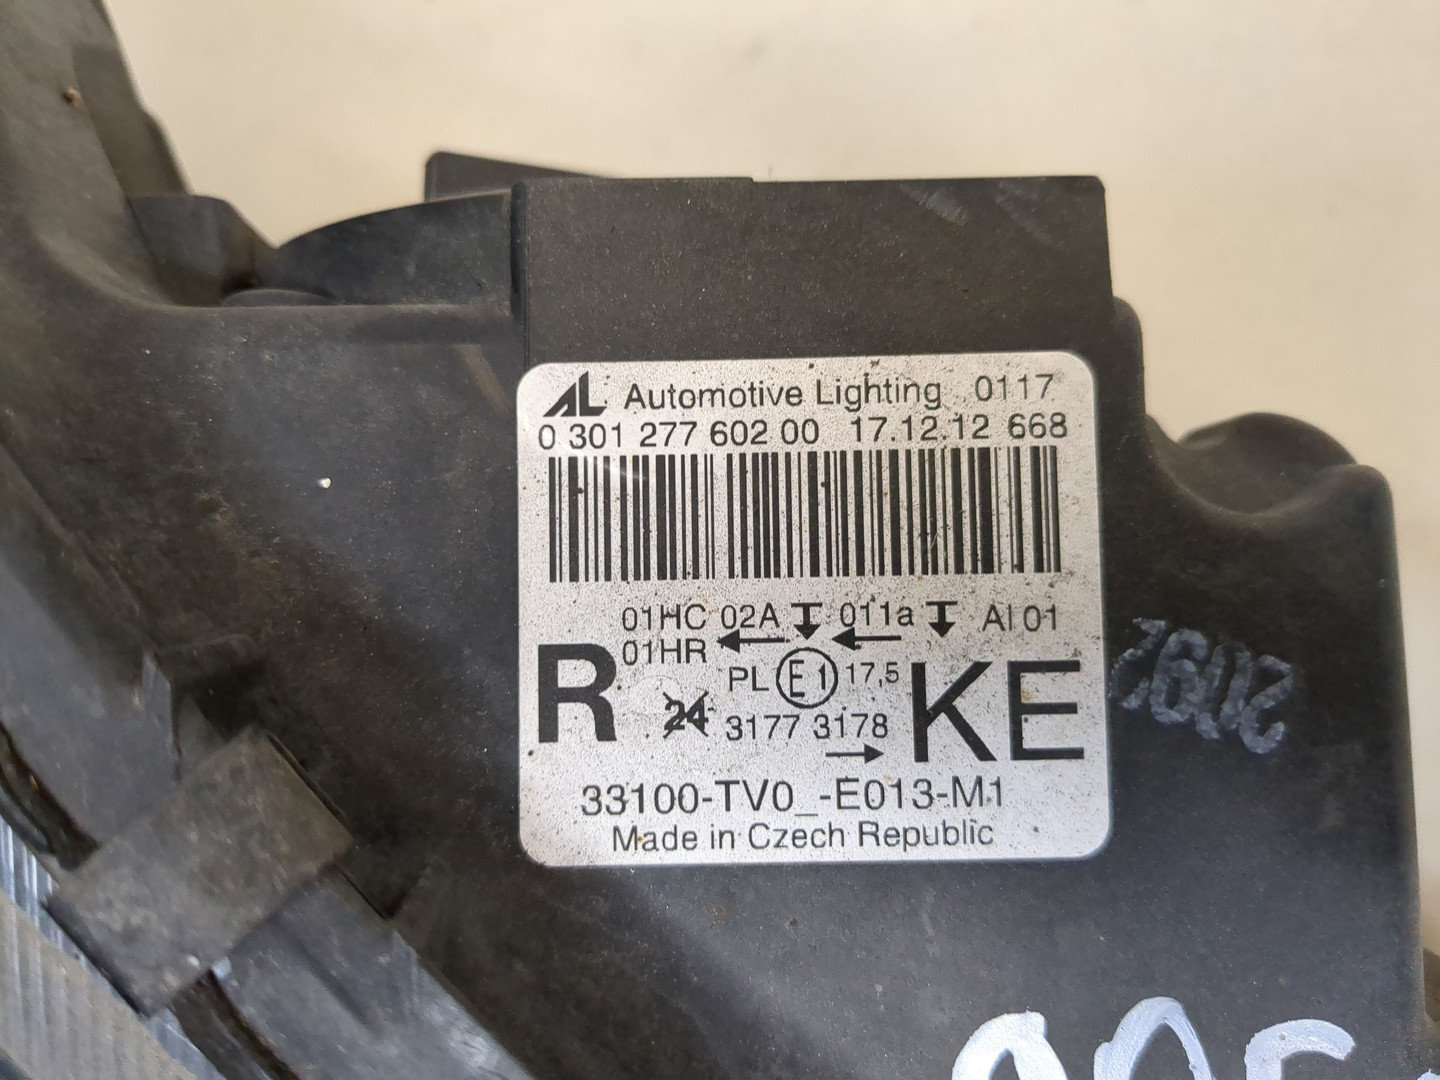 AL Automotive Lighting 0117
0 301 277 602 00 17.12.12 668
01HC 02A 011a AI 01
01HR
R PL E1 17,5 KE
24 3177 3178
33100-TV0_-E013-M1
Made in Czech Republic